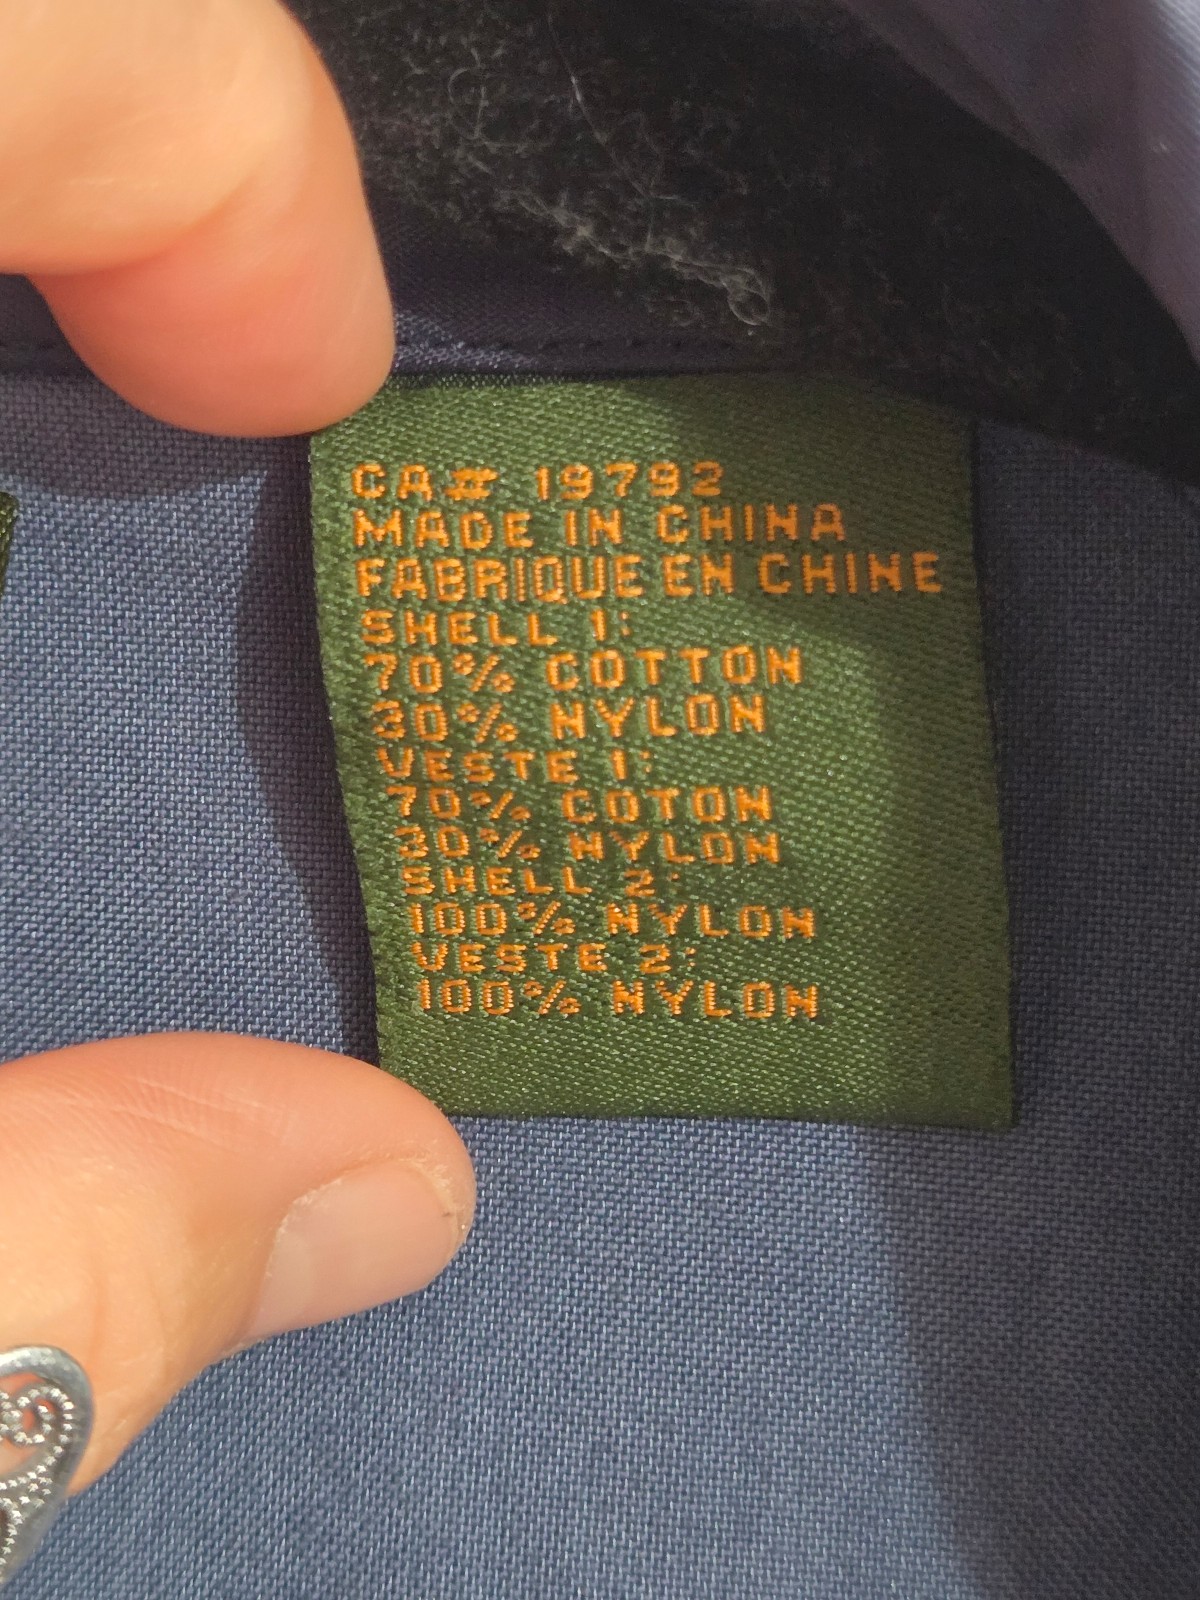 CA# 19792
MADE IN CHINA
FABRIQUE EN CHINE
SHELL 1:
70% COTTON
30% NYLON
VESTE 1:
70% COTON
30% NYLON
SHELL 2:
100% NYLON
VESTE 2:
100% NYLON